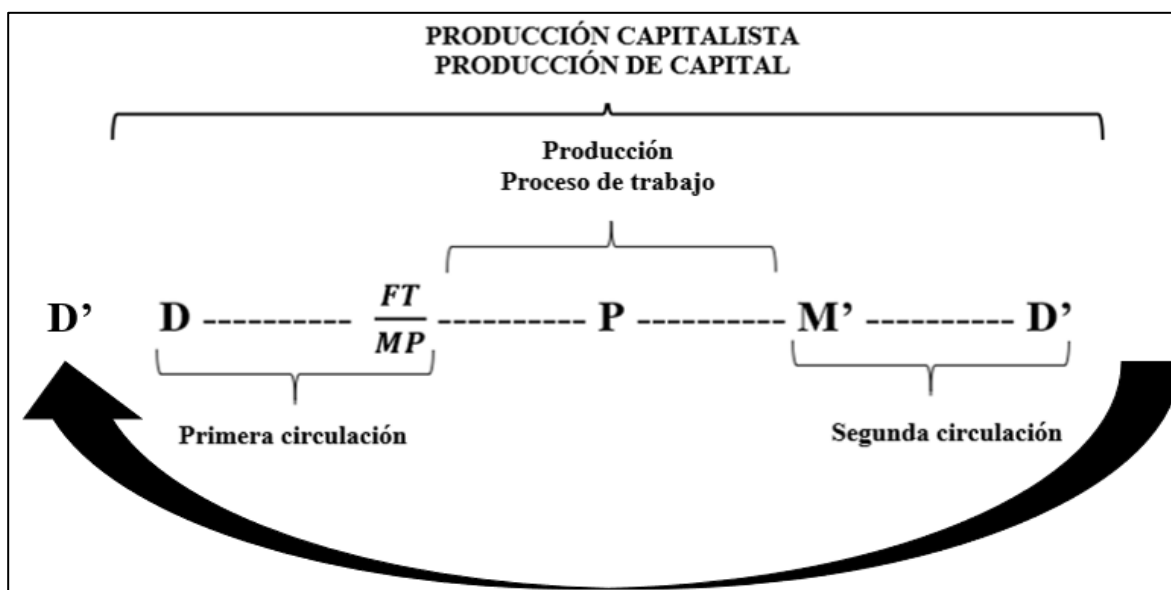 PRODUCCIÓN CAPITALISTA
PRODUCCIÓN DE CAPITAL
Producción
Proceso de trabajo
D’ D ---------- FT/MP ---------- P ---------- M’ ---------- D’
Primera circulación
Segunda circulación